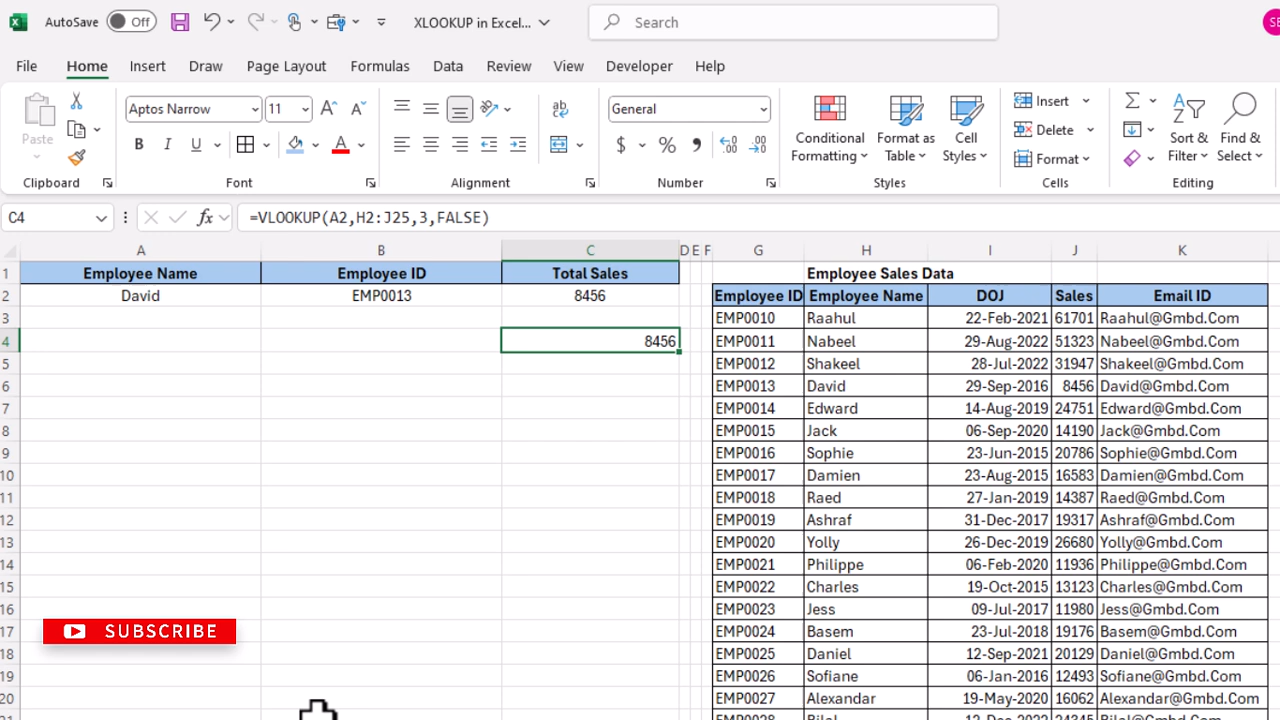 AutoSave Off XLOOKUP in Excel... Search SE
File Home Insert Draw Page Layout Formulas Data Review View Developer Help
Paste Aptos Narrow 11 A A ab General Conditional Formatting Format as Table Cell Styles Insert Delete Format Sort & Filter Find & Select
B I U A $ % 9
Clipboard Font Alignment Number Styles Cells Editing
C4 fx =VLOOKUP(A2,H2:J25,3,FALSE)
A B C D E F G H I J K
1 Employee Name Employee ID Total Sales Employee Sales Data
2 David EMP0013 8456 Employee ID Employee Name DOJ Sales Email ID
3 EMP0010 Raahul 22-Feb-2021 61701 Raahul@Gmbd.Com
4 8456 EMP0011 Nabeel 29-Aug-2022 51323 Nabeel@Gmbd.Com
5 EMP0012 Shakeel 28-Jul-2022 31947 Shakeel@Gmbd.Com
6 EMP0013 David 29-Sep-2016 8456 David@Gmbd.Com
7 EMP0014 Edward 14-Aug-2019 24751 Edward@Gmbd.Com
8 EMP0015 Jack 06-Sep-2020 14190 Jack@Gmbd.Com
9 EMP0016 Sophie 23-Jun-2015 20786 Sophie@Gmbd.Com
10 EMP0017 Damien 23-Aug-2015 16583 Damien@Gmbd.Com
11 EMP0018 Raed 27-Jan-2019 14387 Raed@Gmbd.Com
12 EMP0019 Ashraf 31-Dec-2017 19317 Ashraf@Gmbd.Com
13 EMP0020 Yolly 26-Dec-2019 26680 Yolly@Gmbd.Com
14 EMP0021 Philippe 06-Feb-2020 11936 Philippe@Gmbd.Com
15 EMP0022 Charles 19-Oct-2015 13123 Charles@Gmbd.Com
16 EMP0023 Jess 09-Jul-2017 11980 Jess@Gmbd.Com
17 SUBSCRIBE EMP0024 Basem 23-Jul-2018 19176 Basem@Gmbd.Com
18 EMP0025 Daniel 12-Sep-2021 20129 Daniel@Gmbd.Com
19 EMP0026 Sofiane 06-Jan-2016 12493 Sofiane@Gmbd.Com
20 EMP0027 Alexandar 19-May-2020 16062 Alexandar@Gmbd.Com